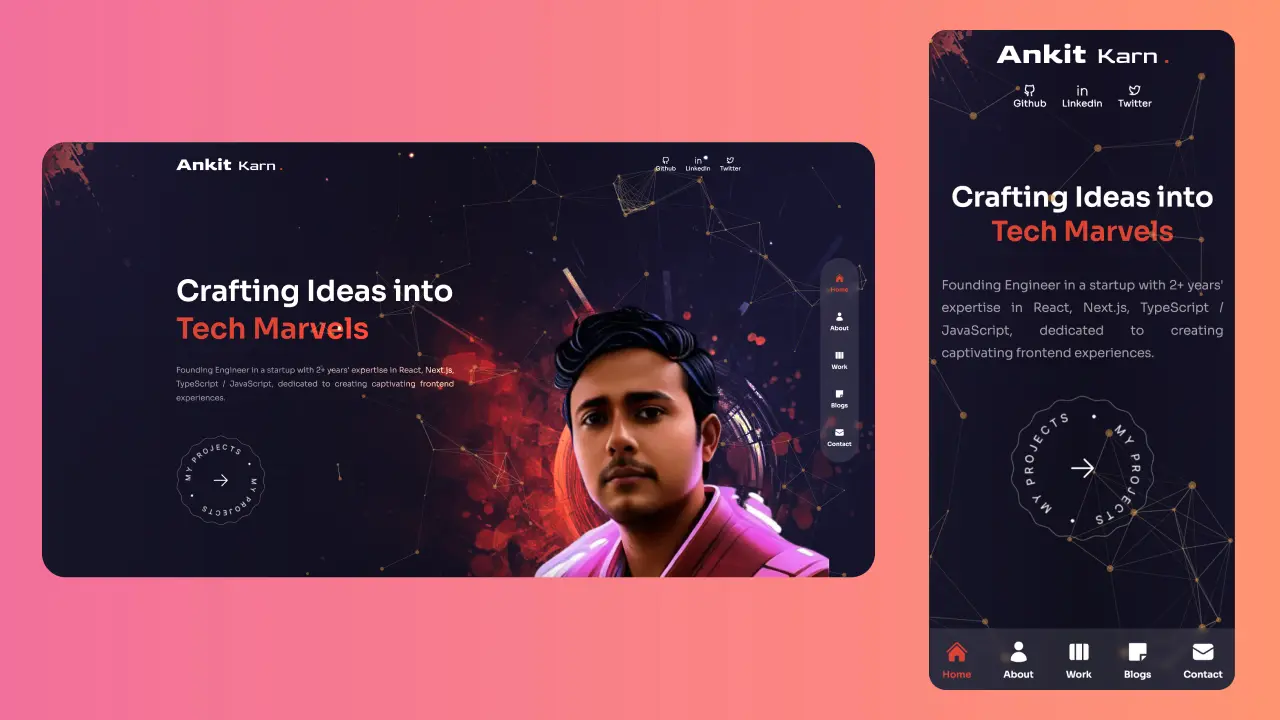 Ankit Karn .
Github LinkedIn Twitter
Crafting Ideas into
Tech Marvels
Founding Engineer in a startup with 2+ years' expertise in React, Next.js,
TypeScript / JavaScript, dedicated to creating captivating frontend
experiences.
MY PROJECTS • MY PROJECTS •
Home
About
Work
Blogs
Contact
Ankit Karn .
Github Linkedin Twitter
Crafting Ideas into
Tech Marvels
Founding Engineer in a startup with 2+ years'
expertise in React, Next.js, TypeScript /
JavaScript, dedicated to creating
captivating frontend experiences.
MY PROJECTS • MY PROJECTS •
Home About Work Blogs Contact